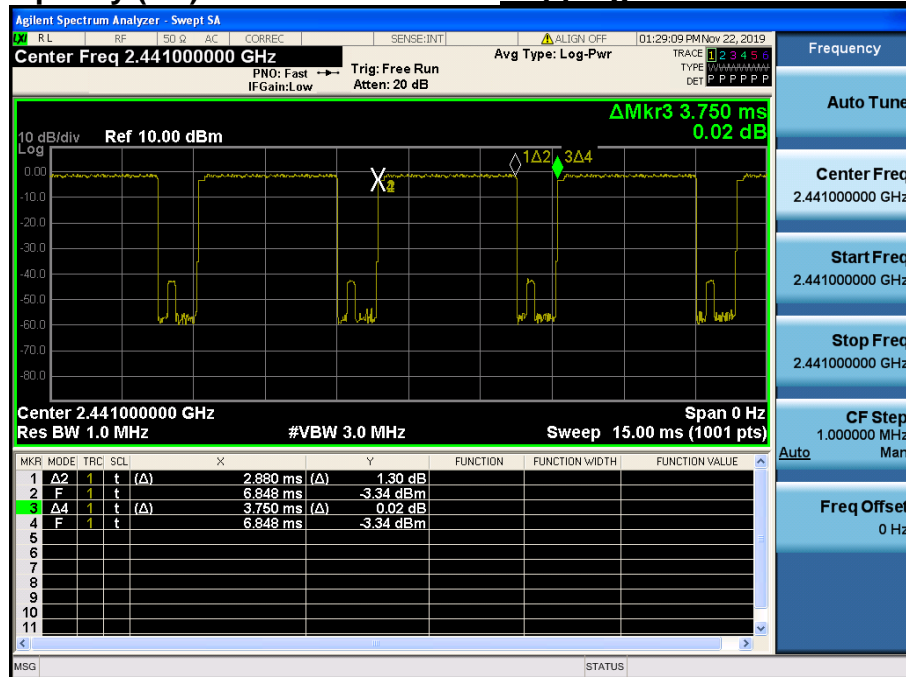 Agilent Spectrum Analyzer - Swept SA
LXI RL RF 50 Ω AC CORREC SENSE:INT ALIGN OFF 01:29:09 PM Nov 22, 2019
Center Freq 2.441000000 GHz
PNO: Fast
IFGain:Low
Trig: Free Run
Atten: 20 dB
Avg Type: Log-Pwr
TRACE 1 2 3 4 5 6
TYPE
DET P P P P P P
ΔMkr3 3.750 ms
0.02 dB
10 dB/div Ref 10.00 dBm
Log
0.00
-10.0
-20.0
-30.0
-40.0
-50.0
-60.0
-70.0
-80.0
1Δ2 3Δ4
Center 2.441000000 GHz Span 0 Hz
Res BW 1.0 MHz #VBW 3.0 MHz Sweep 15.00 ms (1001 pts)
MKR MODE TRC SCL X Y FUNCTION FUNCTION WIDTH FUNCTION VALUE
1 Δ2 1 t (Δ) 2.880 ms (Δ) 1.30 dB
2 F 1 t 6.848 ms -3.34 dBm
3 Δ4 1 t (Δ) 3.750 ms (Δ) 0.02 dB
4 F 1 t 6.848 ms -3.34 dBm
5
6
7
8
9
10
11
MSG STATUS
Frequency
Auto Tune
Center Freq
2.441000000 GHz
Start Freq
2.441000000 GHz
Stop Freq
2.441000000 GHz
CF Step
1.000000 MHz
Auto Man
Freq Offset
0 Hz